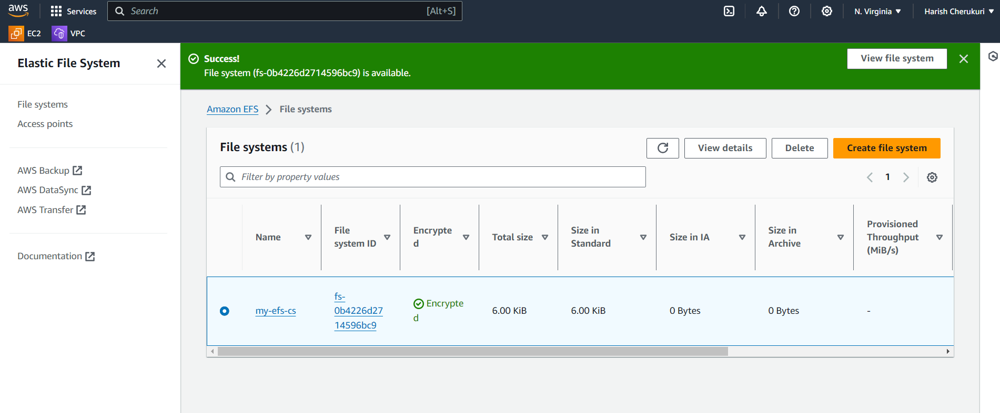 aws
Services
Search
[Alt+S]
N. Virginia
Harish Cherukuri
EC2
VPC
Elastic File System
File systems
Access points
AWS Backup
AWS DataSync
AWS Transfer
Documentation
Success!
File system (fs-0b4226d2714596bc9) is available.
View file system
Amazon EFS
File systems
File systems (1)
View details
Delete
Create file system
Filter by property values
1
Name
File
system ID
Encrypte
d
Total size
Size in
Standard
Size in IA
Size in
Archive
Provisioned
Throughput
(MiB/s)
my-efs-cs
fs-
0b4226d27
14596bc9
Encrypte
d
6.00 KiB
6.00 KiB
0 Bytes
0 Bytes
-